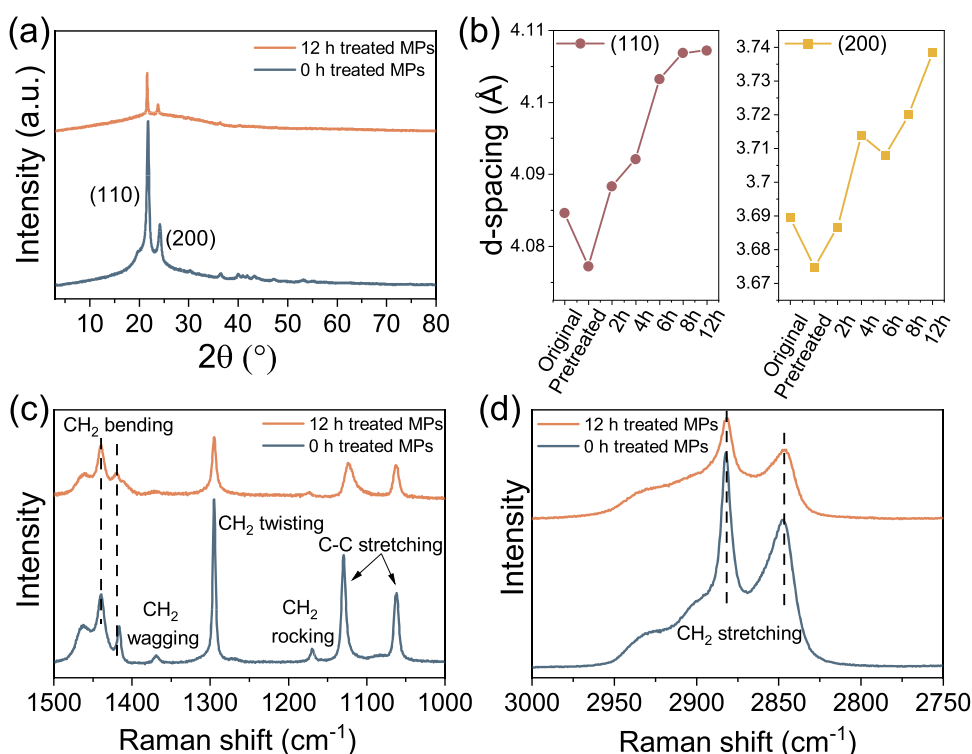 (a)
12 h treated MPs
0 h treated MPs
Intensity (a.u.)
(110)
(200)
10 20 30 40 50 60 70 80
2θ (°)
(b)
d-spacing (Å)
4.11
4.1
4.09
4.08
(110)
Original
Pretreated
2h
4h
6h
8h
12h
3.74
3.73
3.72
3.71
3.7
3.69
3.68
3.67
(200)
Original
Pretreated
2h
4h
6h
8h
12h
(c)
12 h treated MPs
0 h treated MPs
CH2 bending
CH2 twisting
C-C stretching
CH2
wagging
CH2
rocking
Intensity
1500 1400 1300 1200 1100 1000
Raman shift (cm-1)
(d)
12 h treated MPs
0 h treated MPs
CH2 stretching
Intensity
3000 2950 2900 2850 2800 2750
Raman shift (cm-1)